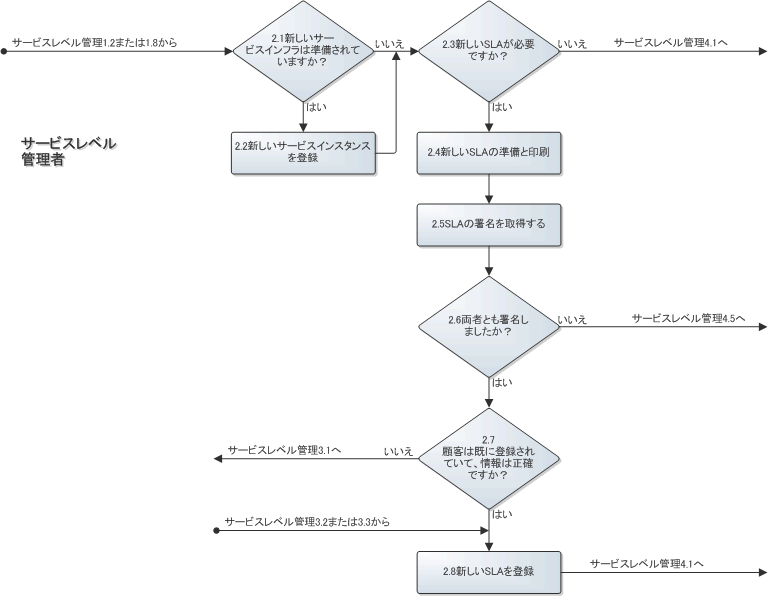 サービスレベル管理1.2または1.8から
2.1新しいサー
ビスインフラは準備されて
いますか？
いいえ
2.3新しいSLAが必要
ですか？
いいえ
サービスレベル管理4.1へ
はい
はい
サービスレベル
管理者
2.2新しいサービスインスタンス
を登録
2.4新しいSLAの準備と印刷
2.5SLAの署名を取得する
2.6両者とも署名し
ましたか？
いいえ
サービスレベル管理4.5へ
はい
2.7
顧客は既に登録され
ていて、情報は正確
ですか？
いいえ
サービスレベル管理3.1へ
はい
サービスレベル管理3.2または3.3から
2.8新しいSLAを登録
サービスレベル管理4.1へ